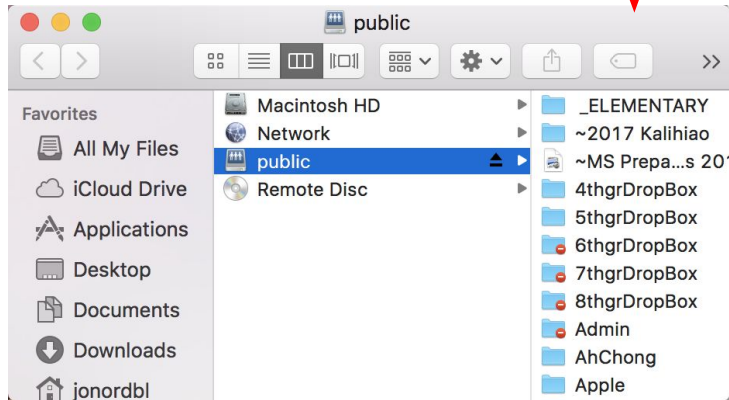 public
Favorites
All My Files
iCloud Drive
Applications
Desktop
Documents
Downloads
jonordbl
Macintosh HD
Network
public
Remote Disc
_ELEMENTARY
~2017 Kalihiao
~MS Prepa...s 201
4thgrDropBox
5thgrDropBox
6thgrDropBox
7thgrDropBox
8thgrDropBox
Admin
AhChong
Apple